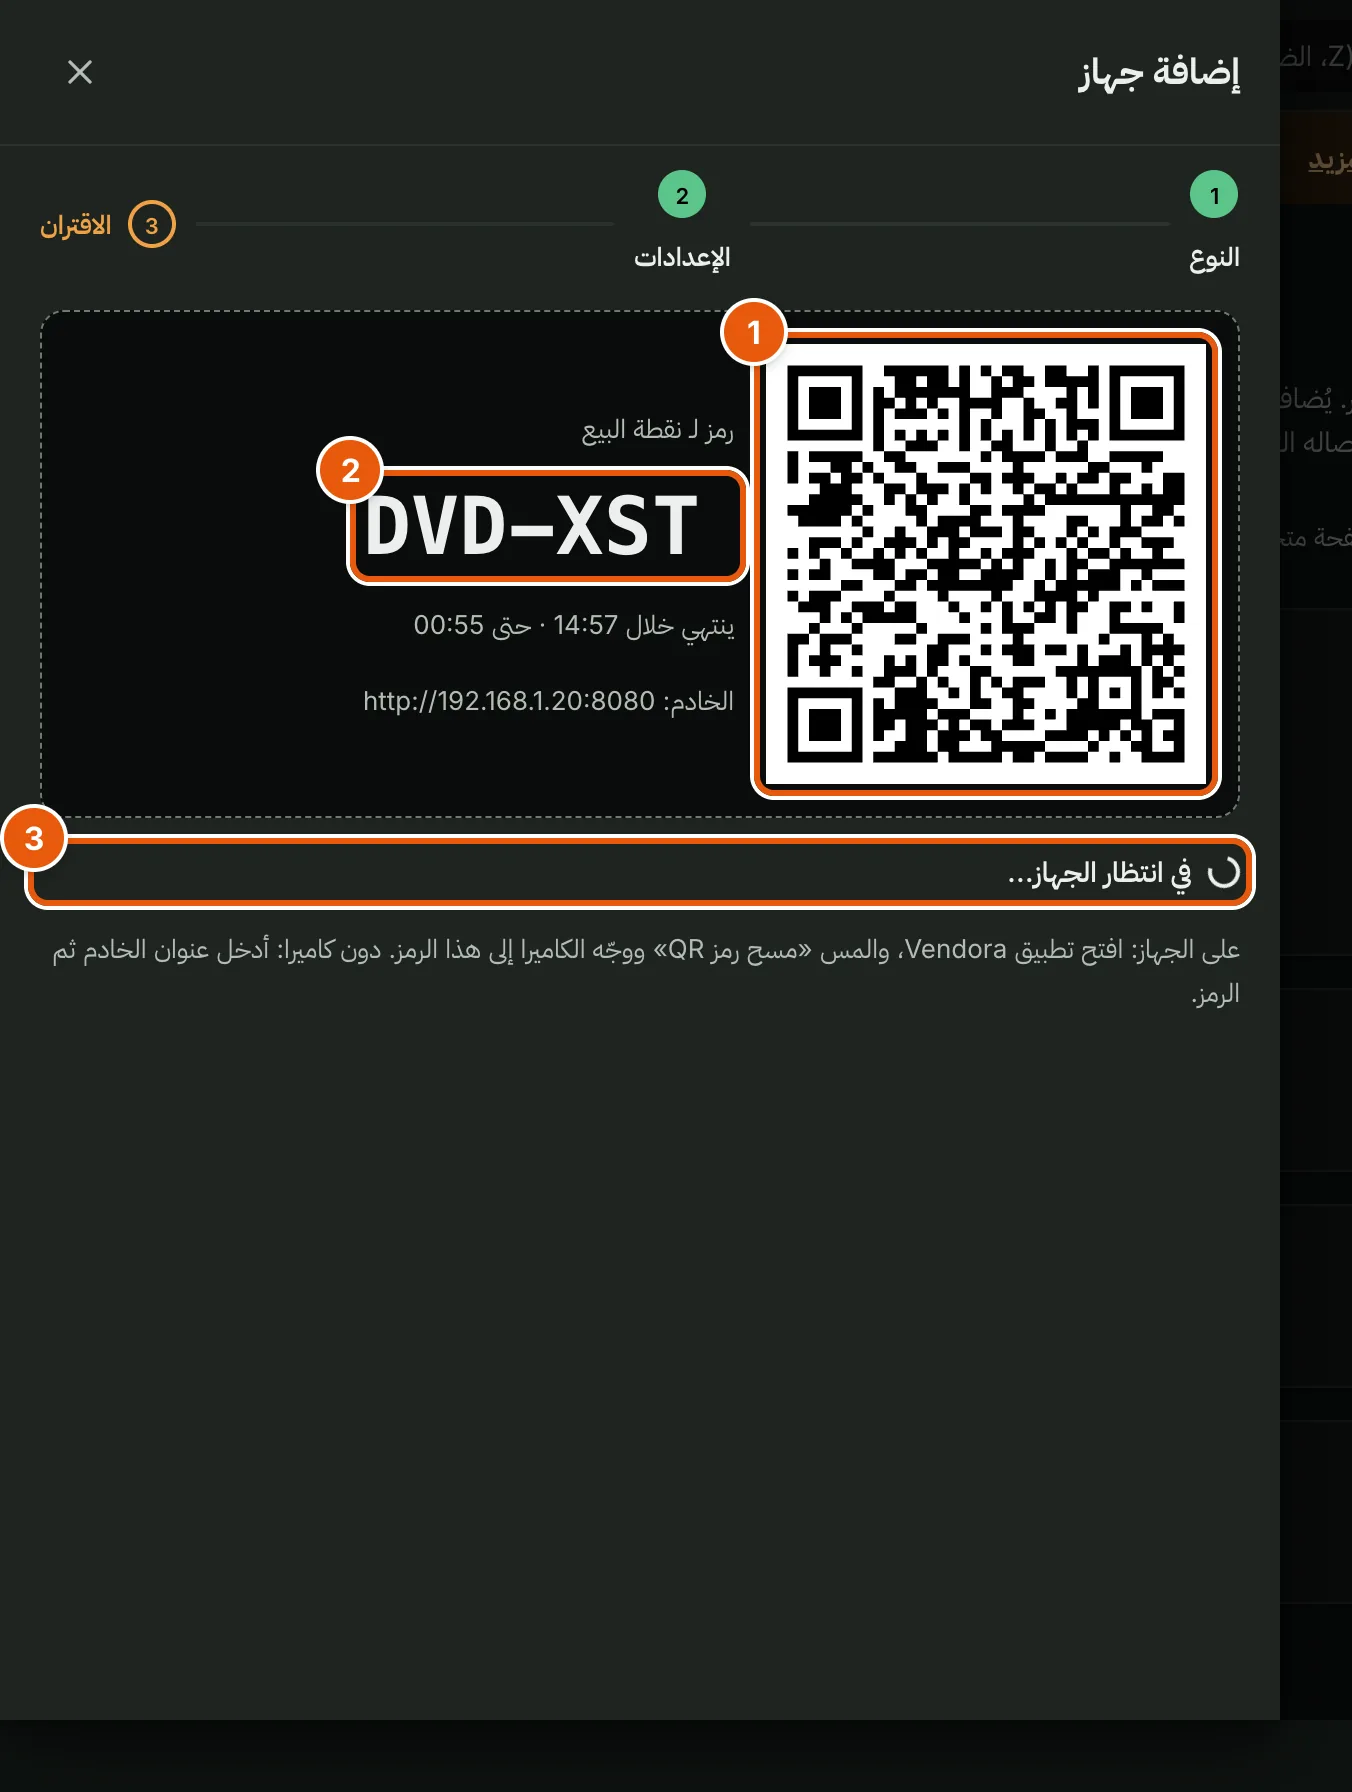 إضافة جهاز
1
النوع
2
الإعدادات
3
الاقتران
1
رمز لـ نقطة البيع
2
DVD-XST
ينتهي خلال 14:57 · حتى 00:55
الخادم: http://192.168.1.20:8080
3
في انتظار الجهاز...
على الجهاز: افتح تطبيق Vendora، والمس «مسح رمز QR» ووجّه الكاميرا إلى هذا الرمز. دون كاميرا: أدخل عنوان الخادم ثم
الرمز.